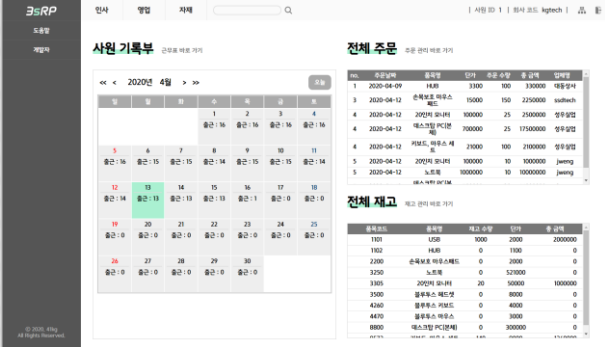 3sRP
인사 영업 자재
| 사원 ID 1 | 회사 코드 kgtech |
도움말
개발자
사원 기록부 근무표 바로 가기
<< < 2020년 4월 > >> 오늘
일 월 화 수 목 금 토
1 2 3 4
출근 : 16 출근 : 16 출근 : 16 출근 : 16
5 6 7 8 9 10 11
출근 : 16 출근 : 15 출근 : 15 출근 : 15 출근 : 14 출근 : 15 출근 : 14
12 13 14 15 16 17 18
출근 : 14 출근 : 13 출근 : 13 출근 : 13 출근 : 1 출근 : 0 출근 : 0
19 20 21 22 23 24 25
출근 : 0 출근 : 0 출근 : 0 출근 : 0 출근 : 0 출근 : 0 출근 : 0
26 27 28 29 30
출근 : 0 출근 : 0 출근 : 0 출근 : 0 출근 : 0
전체 주문 주문 관리 바로 가기
no. 주문날짜 품목명 단가 주문 수량 총 금액 업체명
1 2020-04-09 HUB 3300 100 330000 대동상사
3 2020-04-12 손목보호 마우스 패드 15000 150 2250000 ssdtech
4 2020-04-12 20인치 모니터 100000 25 2500000 성우실업
4 2020-04-12 데스크탑 PC(본체) 700000 25 17500000 성우실업
4 2020-04-12 키보드, 마우스 세트 21000 100 2100000 성우실업
5 2020-04-12 20인치 모니터 100000 10 1000000 jweng
5 2020-04-12 노트북 1000000 10 10000000 jweng
데스크탑 PC(본
전체 재고 재고 관리 바로 가기
품목코드 품목명 재고 수량 단가 총 금액
1101 USB 1000 2000 2000000
1102 HUB 0 1100 0
2200 손목보호 마우스패드 0 2000 0
3250 노트북 0 521000 0
3305 20인치 모니터 20 50000 1000000
3500 블루투스 헤드셋 0 8000 0
4260 블루투스 키보드 0 4000 0
4470 블루투스 마우스 0 3000 0
8800 데스크탑 PC(본체) 0 300000 0
© 2020. 45kg
All Rights Reserved.